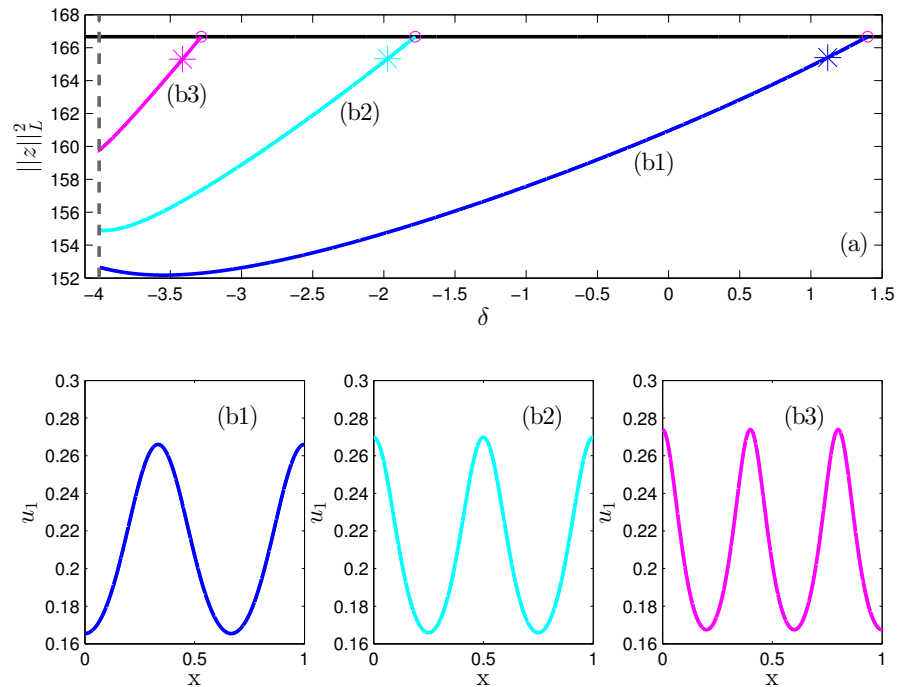 168
166
164
162
160
158
156
154
152
||z||²_L
(b3)
(b2)
(b1)
(a)
−4 −3.5 −3 −2.5 −2 −1.5 −1 −0.5 0 0.5 1 1.5
δ
0.3
0.28
0.26
0.24
0.22
0.2
0.18
0.16
u₁
(b1)
0 0.5 1
x
0.3
0.28
0.26
0.24
0.22
0.2
0.18
0.16
u₁
(b2)
0 0.5 1
x
0.3
0.28
0.26
0.24
0.22
0.2
0.18
0.16
u₁
(b3)
0 0.5 1
x